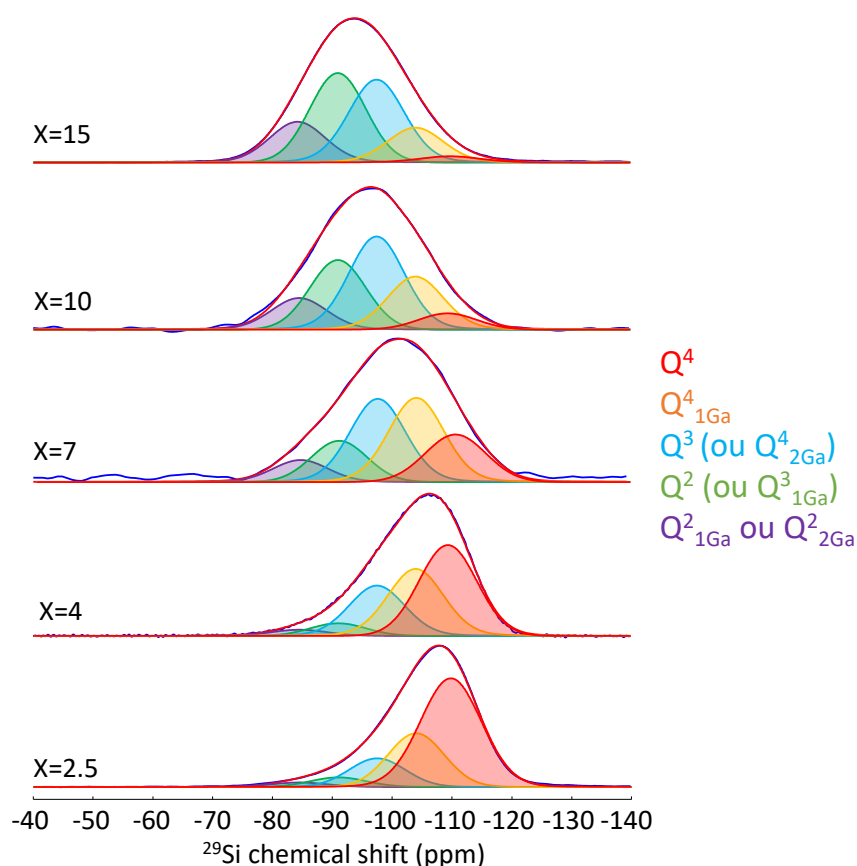 X=15
X=10
X=7
X=4
X=2.5
Q⁴
Q⁴₁Ga
Q³ (ou Q⁴₂Ga)
Q² (ou Q³₁Ga)
Q²₁Ga ou Q²₂Ga
-40 -50 -60 -70 -80 -90 -100 -110 -120 -130 -140
²⁹Si chemical shift (ppm)